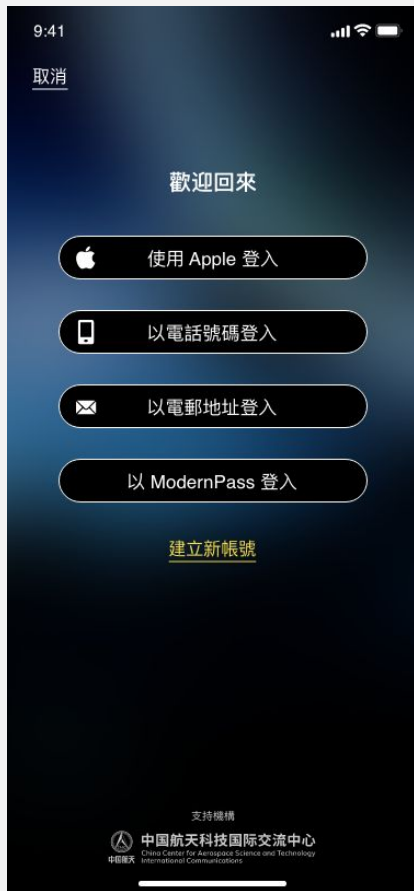 9:41
取消
歡迎回來
使用 Apple 登入
以電話號碼登入
以電郵地址登入
以 ModernPass 登入
建立新帳號
支持機構
中国航天科技国际交流中心
China Center for Aerospace Science and Technology
International Communications
中国航天